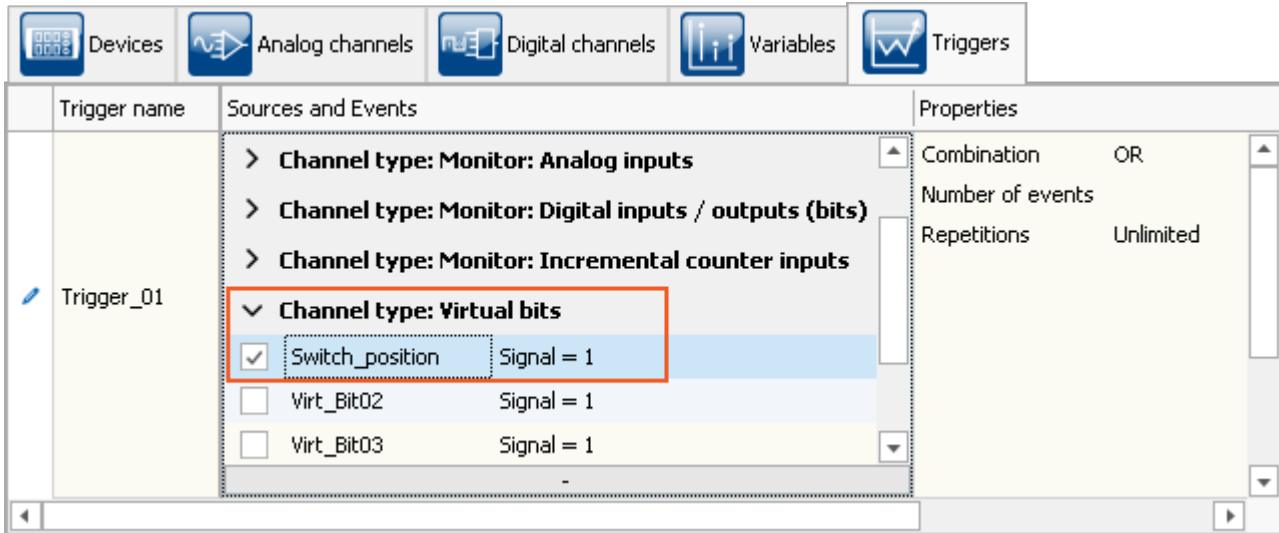 Devices Analog channels Digital channels Variables Triggers
Trigger name Sources and Events Properties
Channel type: Monitor: Analog inputs Combination OR
Channel type: Monitor: Digital inputs / outputs (bits) Number of events
Channel type: Monitor: Incremental counter inputs Repetitions Unlimited
Trigger_01 Channel type: Virtual bits
Switch_position Signal = 1
Virt_Bit02 Signal = 1
Virt_Bit03 Signal = 1
-